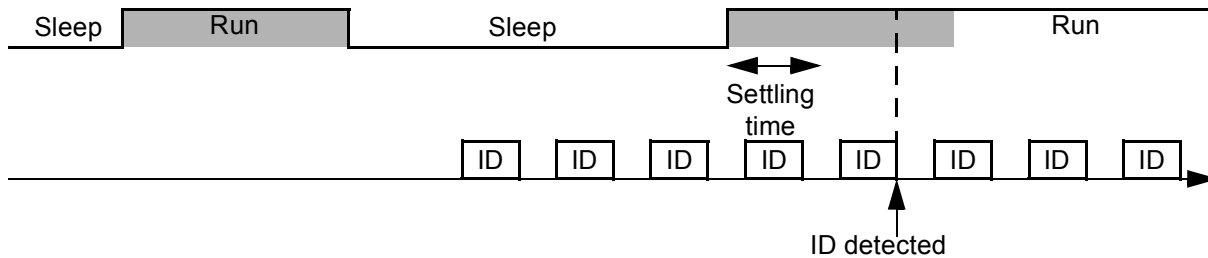 Sleep
Run
Sleep
Run
Settling
time
ID
ID
ID
ID
ID
ID
ID
ID
ID detected